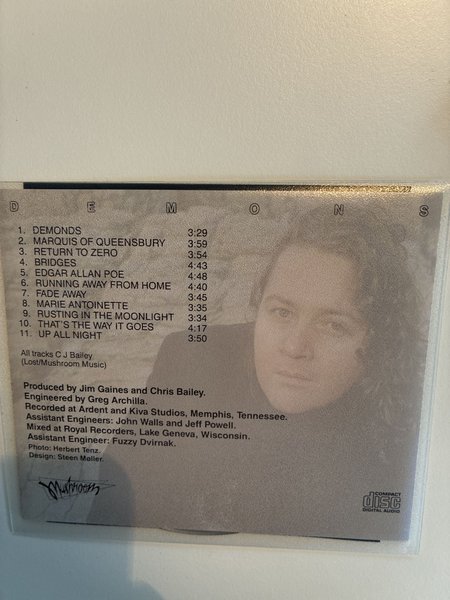 DEMONS
1. DEMONDS 3:29
2. MARQUIS OF QUEENSBURY 3:59
3. RETURN TO ZERO 3:54
4. BRIDGES 4:43
5. EDGAR ALLAN POE 4:48
6. RUNNING AWAY FROM HOME 4:40
7. FADE AWAY 3:45
8. MARIE ANTOINETTE 3:35
9. RUSTING IN THE MOONLIGHT 3:34
10. THAT'S THE WAY IT GOES 4:17
11. UP ALL NIGHT 3:50
All tracks C J Bailey
(Lost/Mushroom Music)
Produced by Jim Gaines and Chris Bailey.
Engineered by Greg Archilla.
Recorded at Ardent and Kiva Studios, Memphis, Tennessee.
Assistant Engineers: John Walls and Jeff Powell.
Mixed at Royal Recorders, Lake Geneva, Wisconsin.
Assistant Engineer: Fuzzy Dvirnak.
Photo: Herbert Tenz.
Design: Steen Møller.
Mushroom
COMPACT
disc
DIGITAL AUDIO